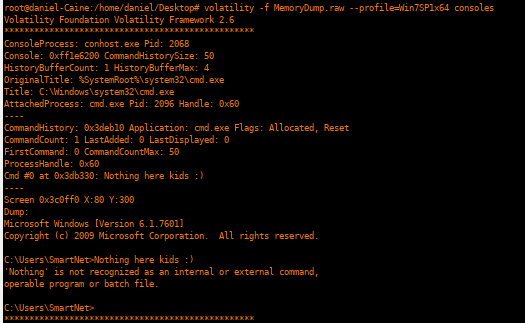 root@daniel-Caine:/home/daniel/Desktop# volatility -f MemoryDump.raw --profile=Win7SP1x64 consoles
Volatility Foundation Volatility Framework 2.6
**************************************************
ConsoleProcess: conhost.exe Pid: 2068
Console: 0xff1e6200 CommandHistorySize: 50
HistoryBufferCount: 1 HistoryBufferMax: 4
OriginalTitle: %SystemRoot%\system32\cmd.exe
Title: C:\Windows\system32\cmd.exe
AttachedProcess: cmd.exe Pid: 2096 Handle: 0x60
----
CommandHistory: 0x3deb10 Application: cmd.exe Flags: Allocated, Reset
CommandCount: 1 LastAdded: 0 LastDisplayed: 0
FirstCommand: 0 CommandCountMax: 50
ProcessHandle: 0x60
Cmd #0 at 0x3db330: Nothing here kids :)
----
Screen 0x3c0ff0 X:80 Y:300
Dump:
Microsoft Windows [Version 6.1.7601]
Copyright (c) 2009 Microsoft Corporation.  All rights reserved.
C:\Users\SmartNet>Nothing here kids :)
'Nothing' is not recognized as an internal or external command,
operable program or batch file.
C:\Users\SmartNet>
**************************************************